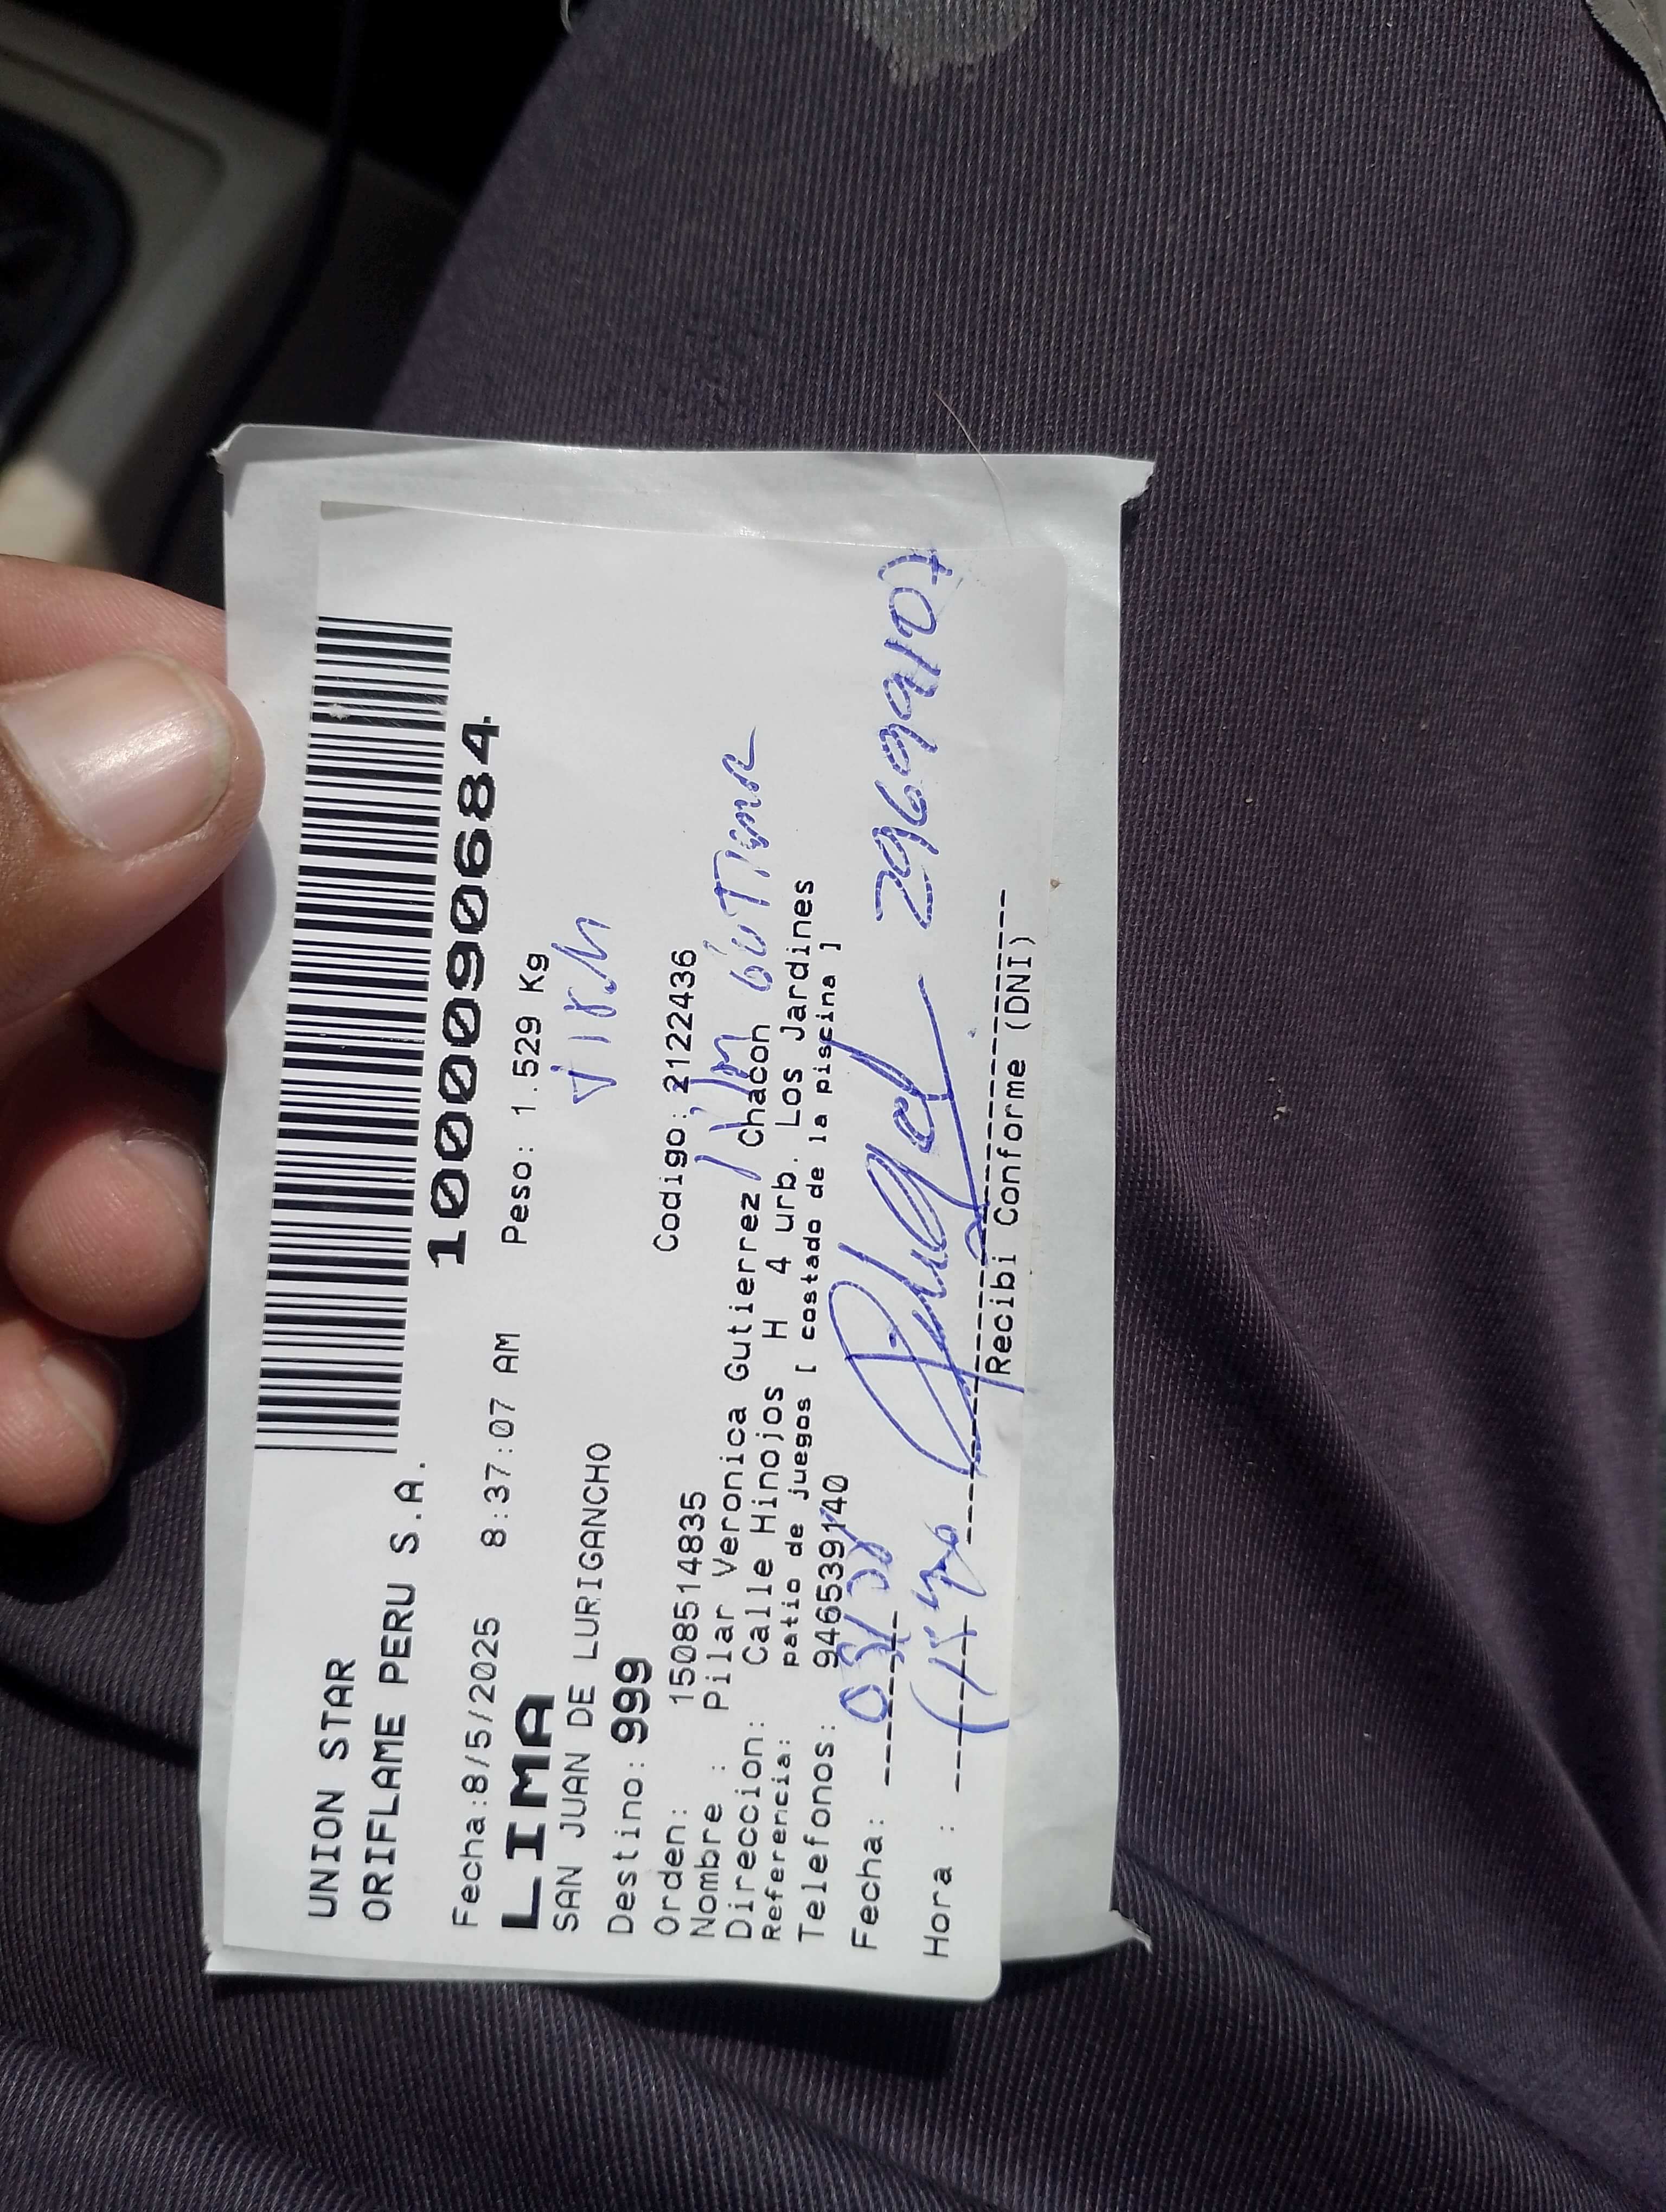 UNION STAR
ORIFLAME PERU S.A.
1000090684
Fecha:8/5/2025 8:37:07 AM Peso: 1.529 Kg
LIMA
SAN JUAN DE LURIGANCHO
Destino: 999
Orden: 1508514835 Codigo: 2122436
Nombre : Pilar Veronica Gutierrez Chacon
Direccion: Calle Hinojos H 4 urb. Los Jardines
Referencia: patio de juegos [ costado de la piscina ]
Telefonos: 946539140
Fecha:
Hora :
Recibi Conforme (DNI)